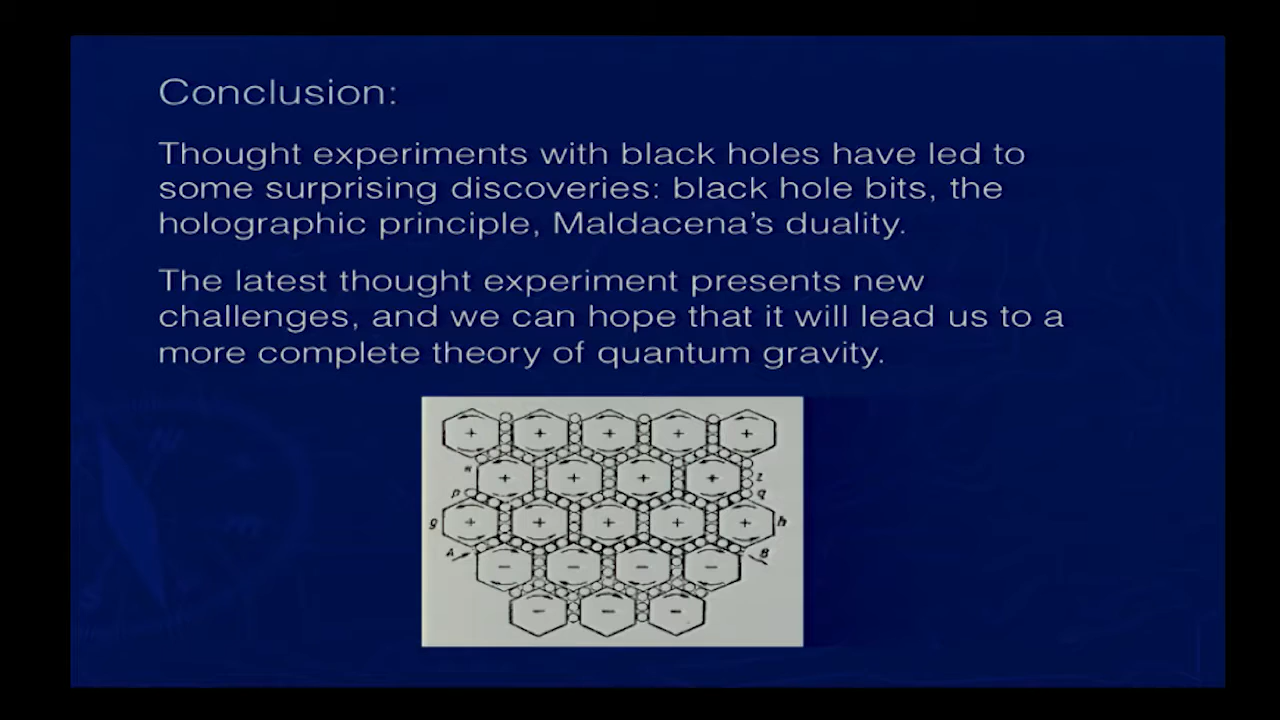 Conclusion:
Thought experiments with black holes have led to
some surprising discoveries: black hole bits, the
holographic principle, Maldacena's duality.
The latest thought experiment presents new
challenges, and we can hope that it will lead us to a
more complete theory of quantum gravity.
+ + + + +
+ + + +
p q
g + + + + + h
A B
- - - -
- - -